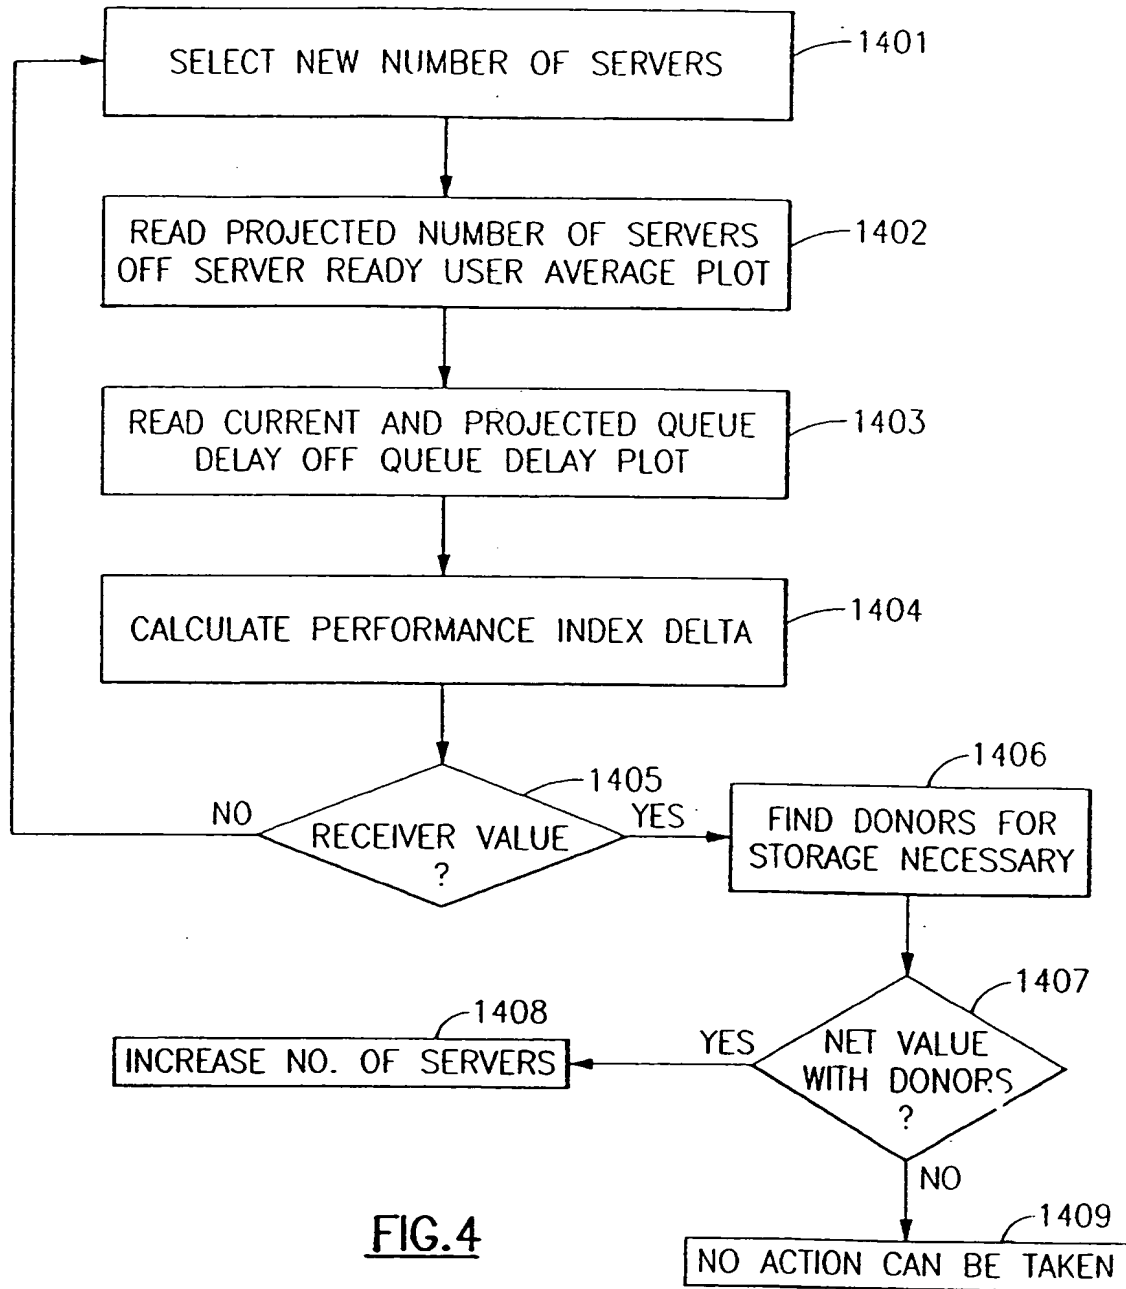 SELECT NEW NUMBER OF SERVERS
1401
READ PROJECTED NUMBER OF SERVERS
OFF SERVER READY USER AVERAGE PLOT
1402
READ CURRENT AND PROJECTED QUEUE
DELAY OFF QUEUE DELAY PLOT
1403
CALCULATE PERFORMANCE INDEX DELTA
1404
RECEIVER VALUE
?
1405
NO
YES
1406
FIND DONORS FOR
STORAGE NECESSARY
1407
NET VALUE
WITH DONORS
?
YES
1408
INCREASE NO. OF SERVERS
NO
1409
NO ACTION CAN BE TAKEN
FIG.4